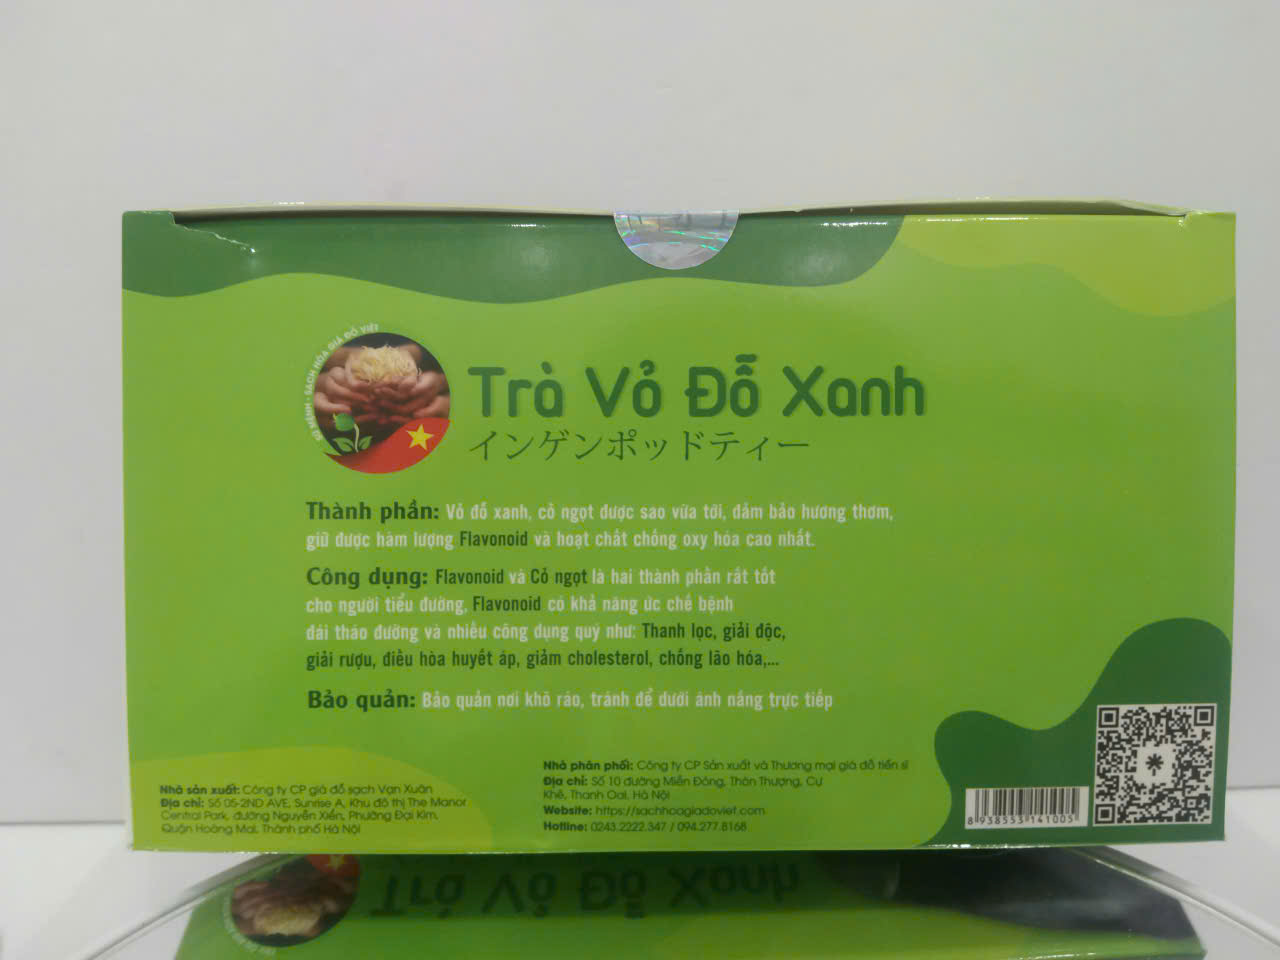 SỨ MỆNH - SẠCH HÓA GIÁ ĐỖ VIỆT
Trà Vỏ Đỗ Xanh
インゲンポッドティー
Thành phần: Vỏ đỗ xanh, cỏ ngọt được sao vừa tới, đảm bảo hương thơm,
giữ được hàm lượng Flavonoid và hoạt chất chống oxy hóa cao nhất.
Công dụng: Flavonoid và Cỏ ngọt là hai thành phần rất tốt
cho người tiểu đường, Flavonoid có khả năng ức chế bệnh
đái tháo đường và nhiều công dụng quý như: Thanh lọc, giải độc,
giải rượu, điều hòa huyết áp, giảm cholesterol, chống lão hóa,...
Bảo quản: Bảo quản nơi khô ráo, tránh để dưới ánh nắng trực tiếp
Nhà sản xuất: Công ty CP giá đỗ sạch Vạn Xuân
Địa chỉ: Số 05-2ND AVE, Sunrise A, Khu đô thị The Manor
Central Park, đường Nguyễn Xiển, Phường Đại Kim,
Quận Hoàng Mai, Thành phố Hà Nội
Nhà phân phối: Công ty CP Sản xuất và Thương mại giá đỗ tiến sĩ
Địa chỉ: Số 10 đường Miễn Đông, Thôn Thượng, Cự
Khê, Thanh Oai, Hà Nội
Website: https://sachhoagiadoviet.com
Hotline: 0243.2222.347 / 094.277.8168
8 938553 141005
Trà Vỏ Đỗ Xanh